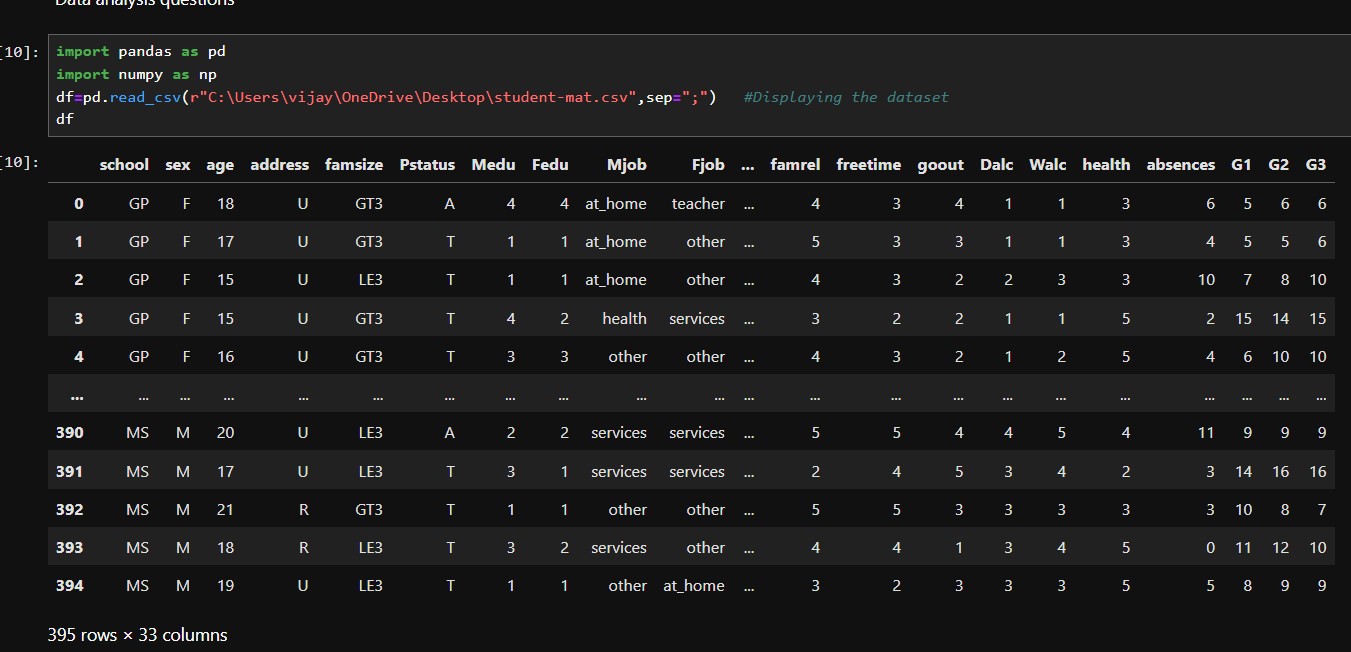 Data analysis questions
[10]:
import pandas as pd
import numpy as np
df=pd.read_csv(r"C:\Users\vijay\OneDrive\Desktop\student-mat.csv",sep=";")   #Displaying the dataset
df
[10]:
school sex age address famsize Pstatus Medu Fedu Mjob Fjob ... famrel freetime goout Dalc Walc health absences G1 G2 G3
0 GP F 18 U GT3 A 4 4 at_home teacher ... 4 3 4 1 1 3 6 5 6 6
1 GP F 17 U GT3 T 1 1 at_home other ... 5 3 3 1 1 3 4 5 5 6
2 GP F 15 U LE3 T 1 1 at_home other ... 4 3 2 2 3 3 10 7 8 10
3 GP F 15 U GT3 T 4 2 health services ... 3 2 2 1 1 5 2 15 14 15
4 GP F 16 U GT3 T 3 3 other other ... 4 3 2 1 2 5 4 6 10 10
... ... ... ... ... ... ... ... ... ... ... ... ... ... ... ... ... ... ... ... ... ...
390 MS M 20 U LE3 A 2 2 services services ... 5 5 4 4 5 4 11 9 9 9
391 MS M 17 U LE3 T 3 1 services services ... 2 4 5 3 4 2 3 14 16 16
392 MS M 21 R GT3 T 1 1 other other ... 5 5 3 3 3 3 3 10 8 7
393 MS M 18 R LE3 T 3 2 services other ... 4 4 1 3 4 5 0 11 12 10
394 MS M 19 U LE3 T 1 1 other at_home ... 3 2 3 3 3 5 5 8 9 9
395 rows × 33 columns